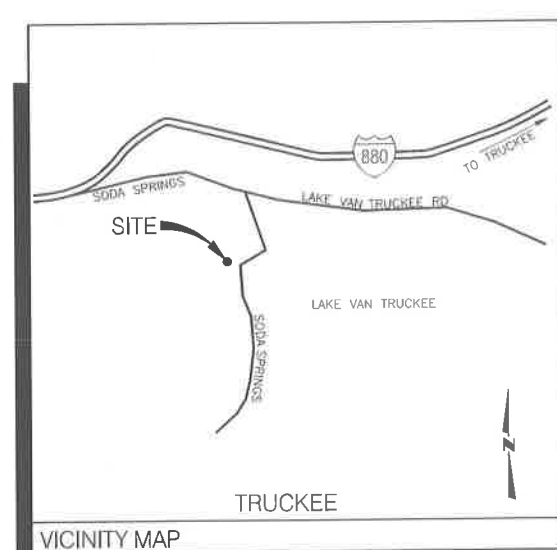 880
TO TRUCKEE
SODA SPRINGS
LAKE VAN TRUCKEE RD
SITE
LAKE VAN TRUCKEE
SODA SPRINGS
N
TRUCKEE
VICINITY MAP